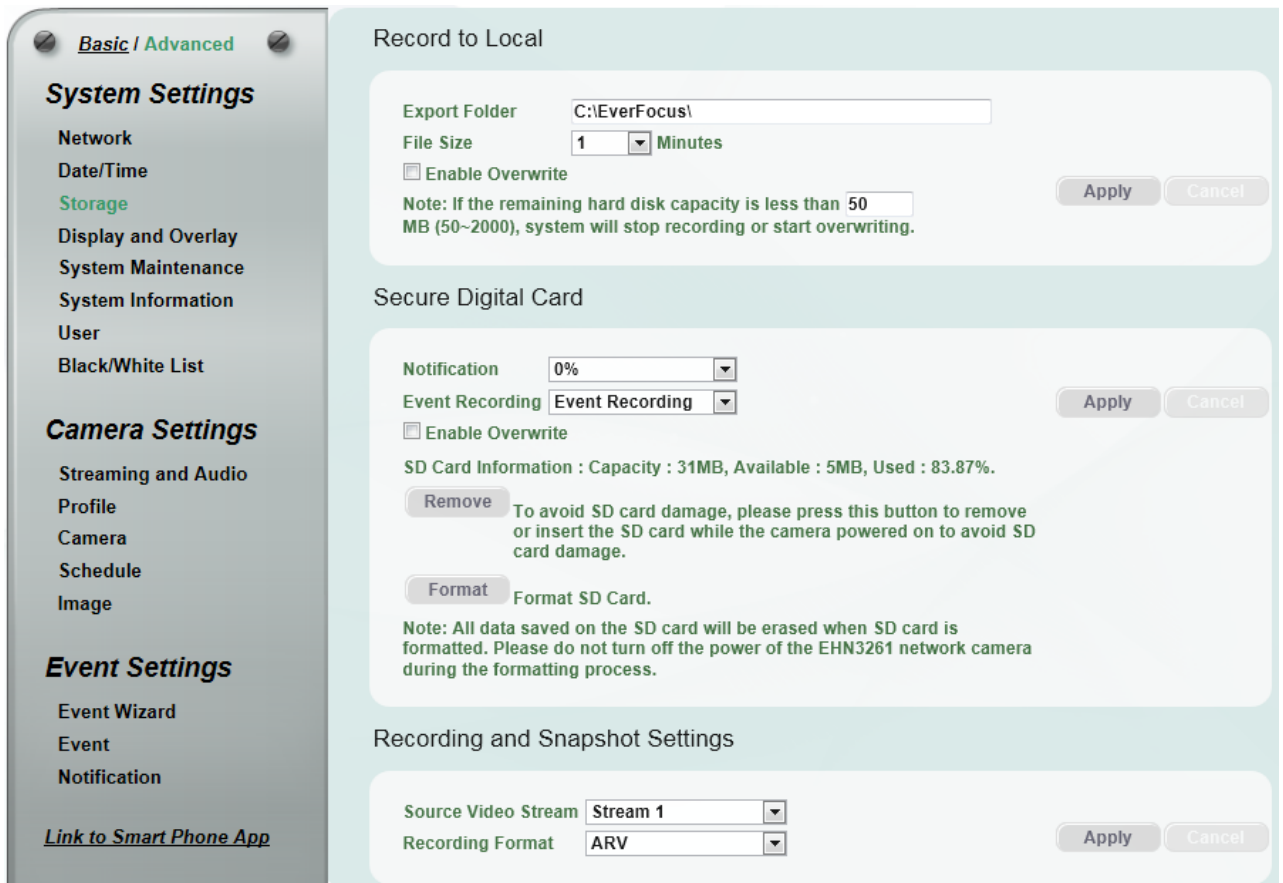 Basic / Advanced
System Settings
Network
Date/Time
Storage
Display and Overlay
System Maintenance
System Information
User
Black/White List
Camera Settings
Streaming and Audio
Profile
Camera
Schedule
Image
Event Settings
Event Wizard
Event
Notification
Link to Smart Phone App
Record to Local
Export Folder C:\EverFocus\
File Size 1 Minutes
Enable Overwrite
Note: If the remaining hard disk capacity is less than 50
MB (50~2000), system will stop recording or start overwriting.
Apply Cancel
Secure Digital Card
Notification 0%
Event Recording Event Recording
Apply Cancel
Enable Overwrite
SD Card Information : Capacity : 31MB, Available : 5MB, Used : 83.87%.
Remove To avoid SD card damage, please press this button to remove
or insert the SD card while the camera powered on to avoid SD
card damage.
Format Format SD Card.
Note: All data saved on the SD card will be erased when SD card is
formatted. Please do not turn off the power of the EHN3261 network camera
during the formatting process.
Recording and Snapshot Settings
Source Video Stream Stream 1
Recording Format ARV
Apply Cancel